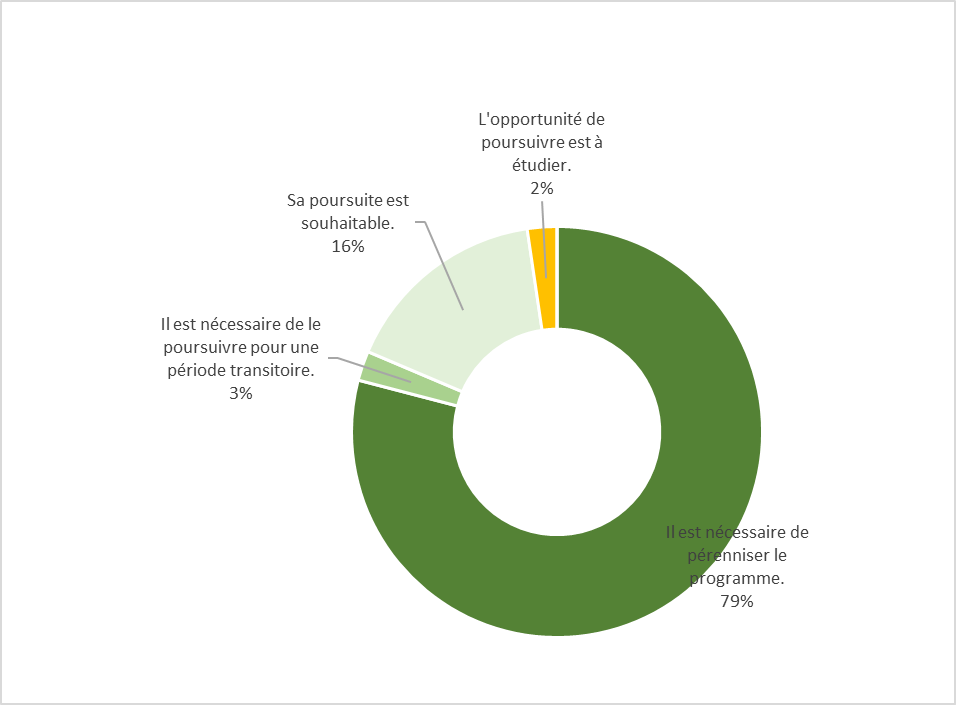 L'opportunité de
poursuivre est à
étudier.
2%
Sa poursuite est
souhaitable.
16%
Il est nécessaire de le
poursuivre pour une
période transitoire.
3%
Il est nécessaire de
pérenniser le
programme.
79%